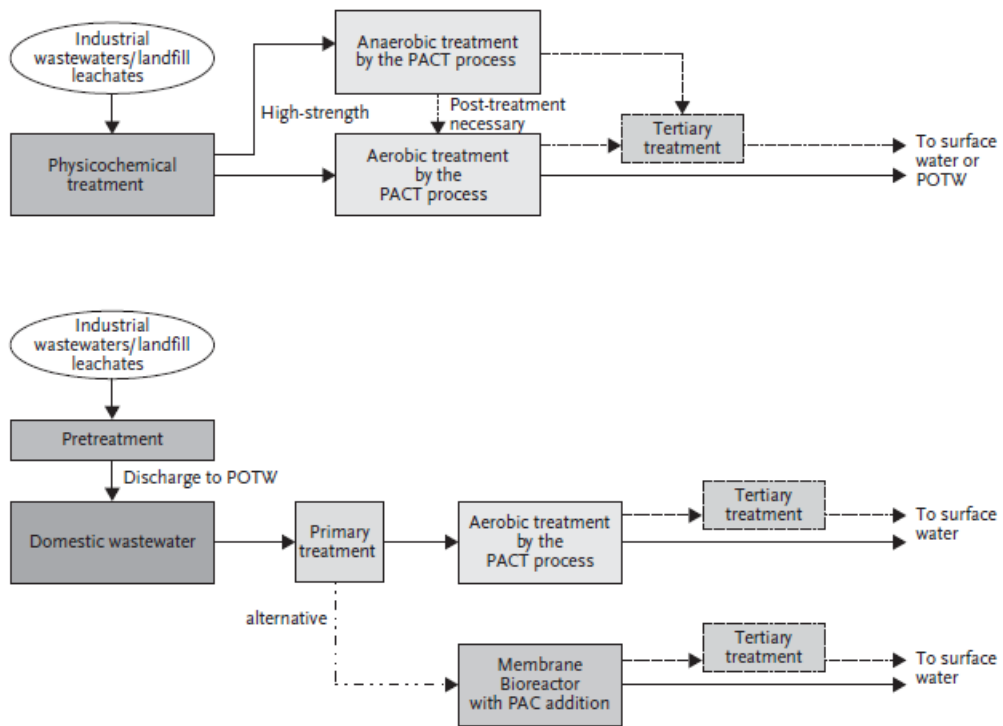 Industrial
wastewaters/landfill
leachates
Anaerobic treatment
by the PACT process
High-strength
Post-treatment
necessary
Physicochemical
treatment
Aerobic treatment
by the
PACT process
Tertiary
treatment
To surface
water or
POTW
Industrial
wastewaters/landfill
leachates
Pretreatment
Discharge to POTW
Domestic wastewater
Primary
treatment
Aerobic treatment
by the
PACT process
Tertiary
treatment
To surface
water
alternative
Membrane
Bioreactor
with PAC addition
Tertiary
treatment
To surface
water